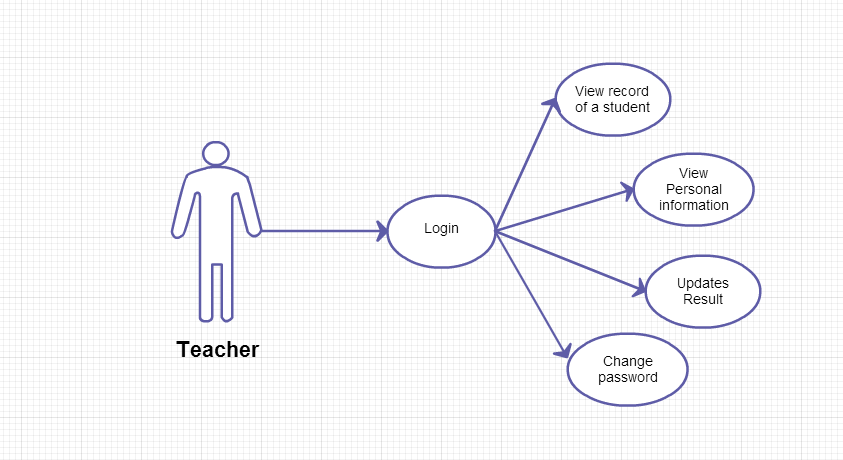 View record
of a student
View
Personal
information
Login
Updates
Result
Teacher
Change
password